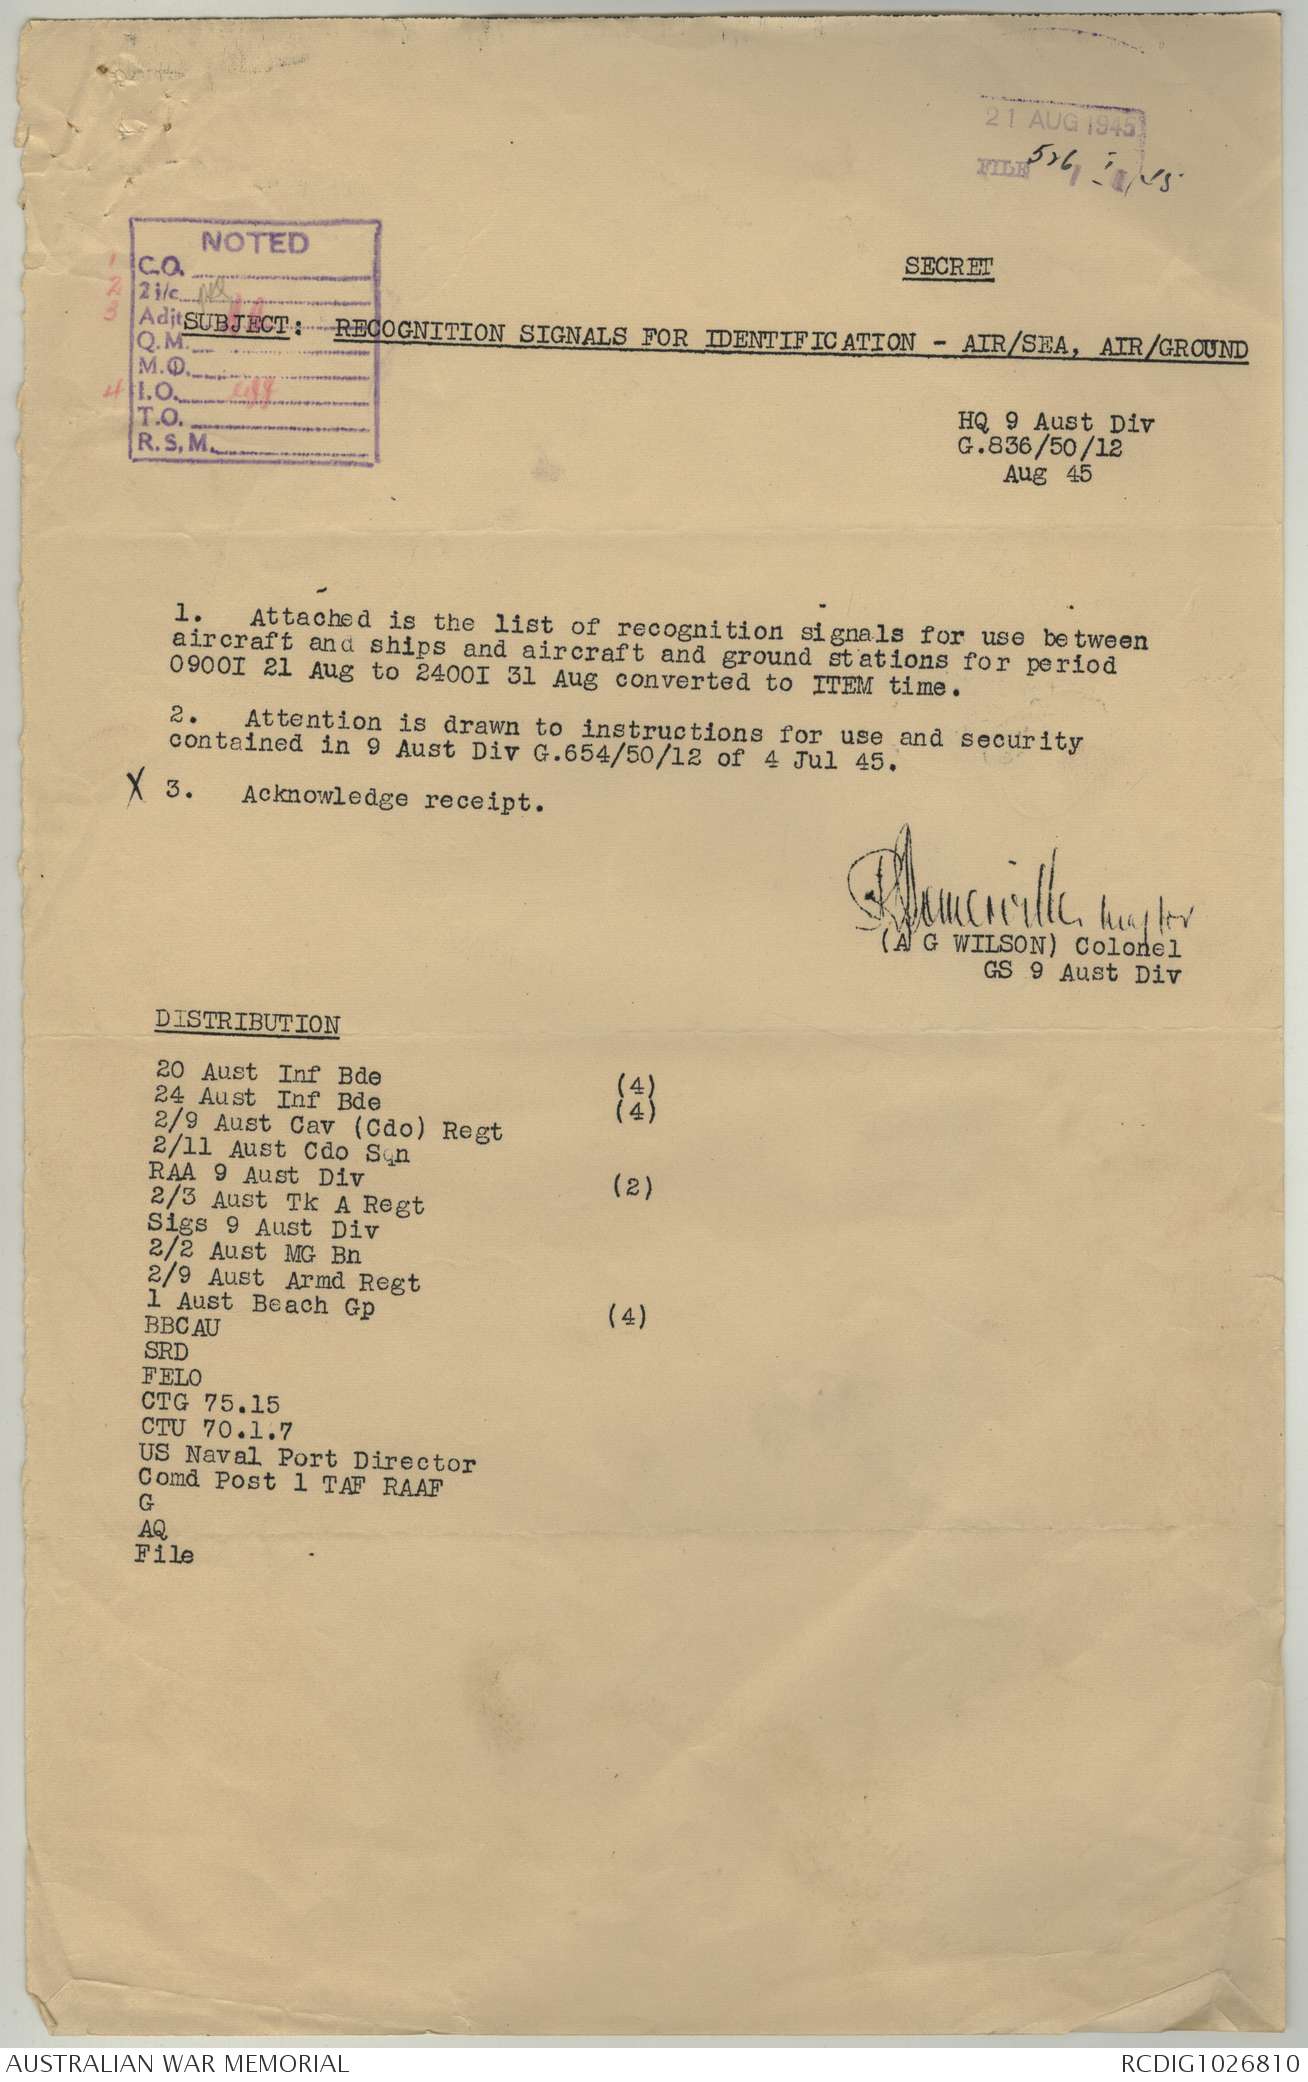 21 AUG 1945
FILE 526
NOTED
1 C.O.
2 2 i/c
3 Adjt
Q.M.
M.O.
4 I.O.
T.O.
R.S.M.
SECRET
SUBJECT: RECOGNITION SIGNALS FOR IDENTIFICATION - AIR/SEA, AIR/GROUND
HQ 9 Aust Div
G.836/50/12
Aug 45
1. Attached is the list of recognition signals for use between
aircraft and ships and aircraft and ground stations for period
0900I 21 Aug to 2400I 31 Aug converted to ITEM time.
2. Attention is drawn to instructions for use and security
contained in 9 Aust Div G.654/50/12 of 4 Jul 45.
X 3. Acknowledge receipt.
Somerville Major
(A G WILSON) Colonel
GS 9 Aust Div
DISTRIBUTION
20 Aust Inf Bde (4)
24 Aust Inf Bde (4)
2/9 Aust Cav (Cdo) Regt
2/11 Aust Cdo Sqn
RAA 9 Aust Div (2)
2/3 Aust Tk A Regt
Sigs 9 Aust Div
2/2 Aust MG Bn
2/9 Aust Armd Regt
1 Aust Beach Gp (4)
BBCAU
SRD
FELO
CTG 75.15
CTU 70.1.7
US Naval Port Director
Comd Post 1 TAF RAAF
G
AQ
File
AUSTRALIAN WAR MEMORIAL
RCDIG1026810